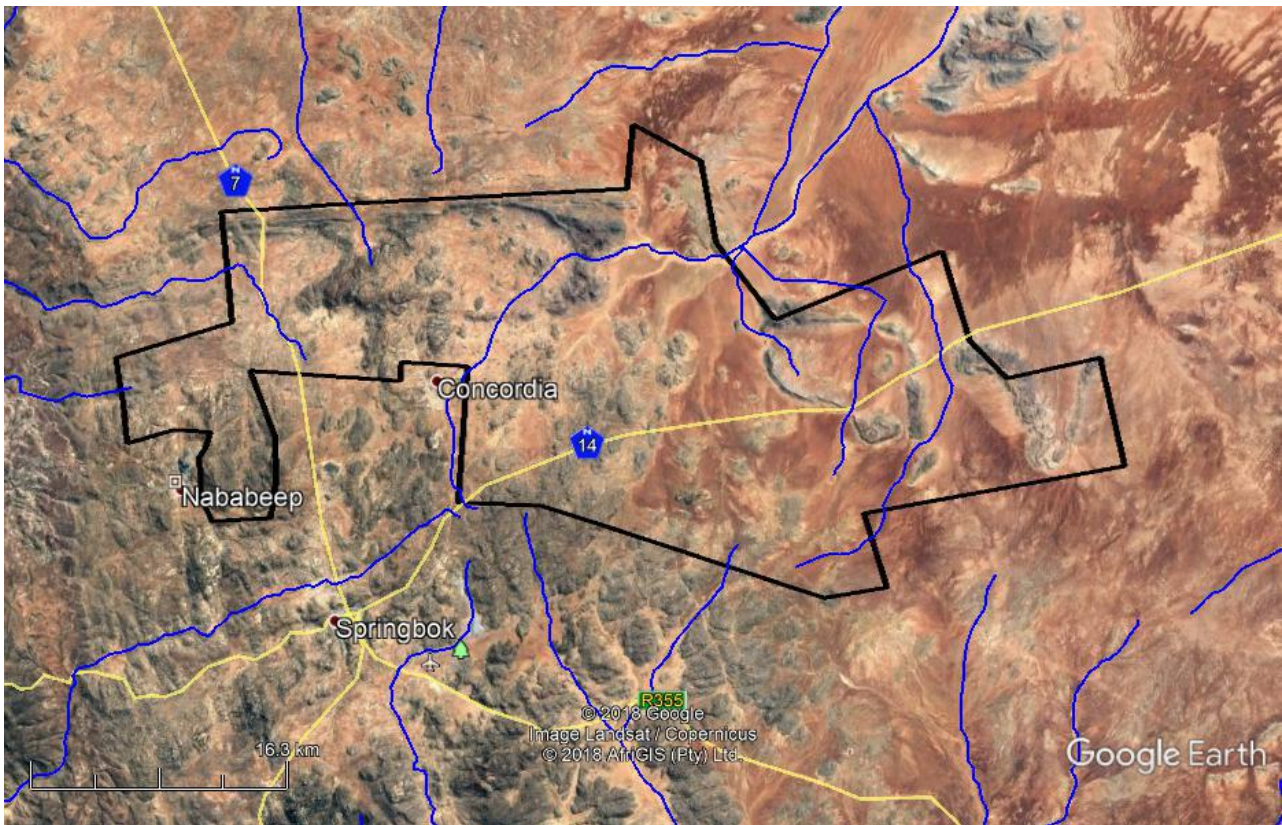 N
7
Concordia
N
14
Nababeep
Springbok
R355
© 2018 Google
Image Landsat / Copernicus
© 2018 AfriGIS (Pty) Ltd.
16.3 km
Google Earth